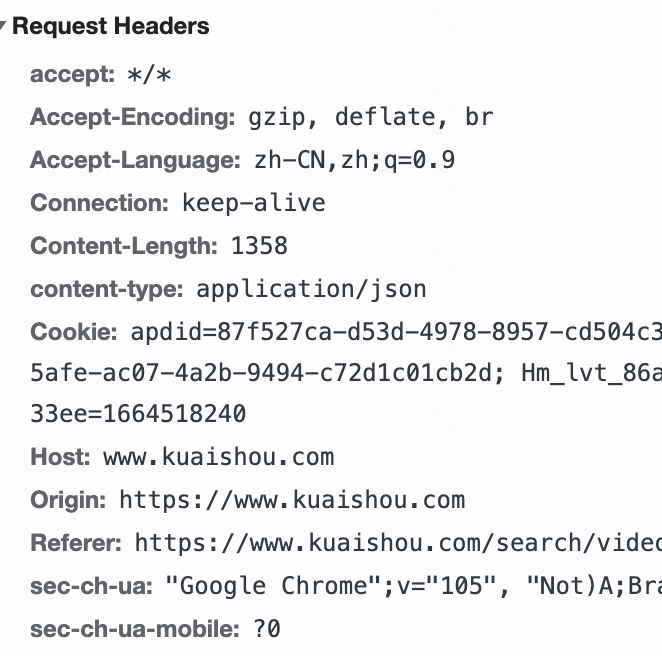 Request Headers
accept: */*
Accept-Encoding: gzip, deflate, br
Accept-Language: zh-CN,zh;q=0.9
Connection: keep-alive
Content-Length: 1358
content-type: application/json
Cookie: apdid=87f527ca-d53d-4978-8957-cd504c3
5afe-ac07-4a2b-9494-c72d1c01cb2d; Hm_lvt_86a
33ee=1664518240
Host: www.kuaishou.com
Origin: https://www.kuaishou.com
Referer: https://www.kuaishou.com/search/video
sec-ch-ua: "Google Chrome";v="105", "Not)A;Bra
sec-ch-ua-mobile: ?0